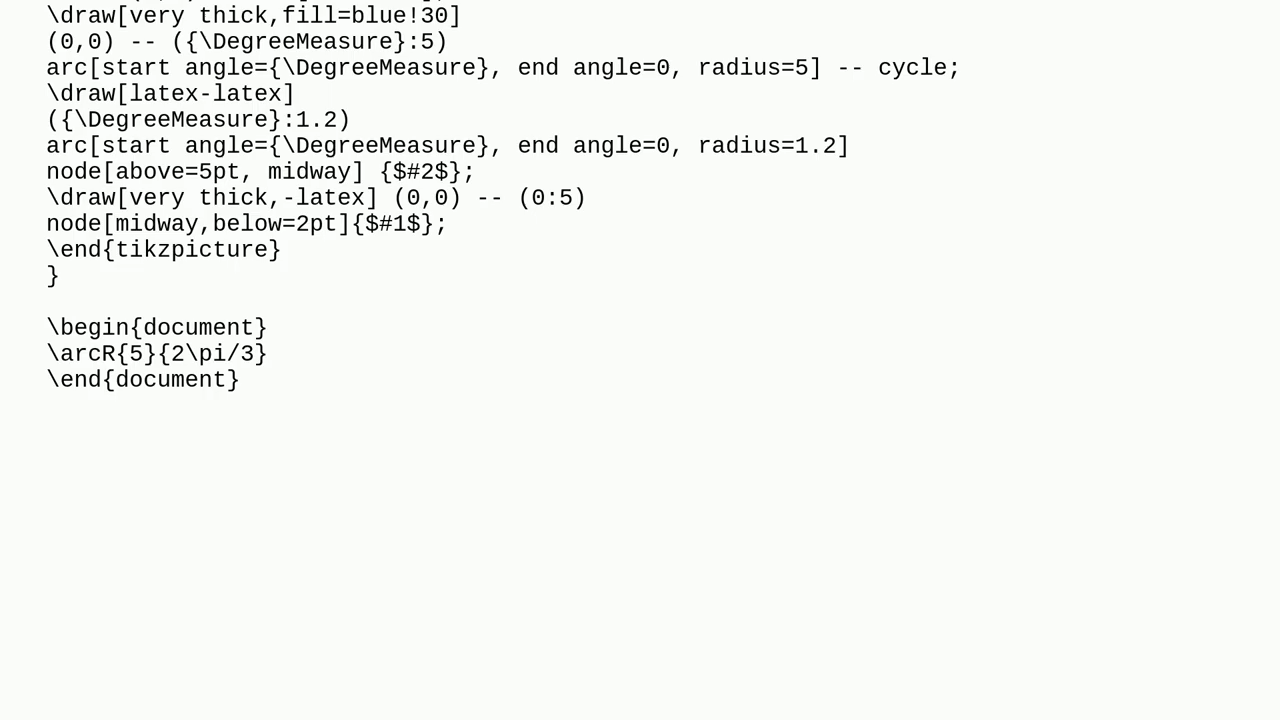 \draw[very thick,fill=blue!30]
(0,0) -- ({\DegreeMeasure}:5)
arc[start angle={\DegreeMeasure}, end angle=0, radius=5] -- cycle;
\draw[latex-latex]
({\DegreeMeasure}:1.2)
arc[start angle={\DegreeMeasure}, end angle=0, radius=1.2]
node[above=5pt, midway] {$#2$};
\draw[very thick,-latex] (0,0) -- (0:5)
node[midway,below=2pt]{$#1$};
\end{tikzpicture}
}
\begin{document}
\arcR{5}{2\pi/3}
\end{document}